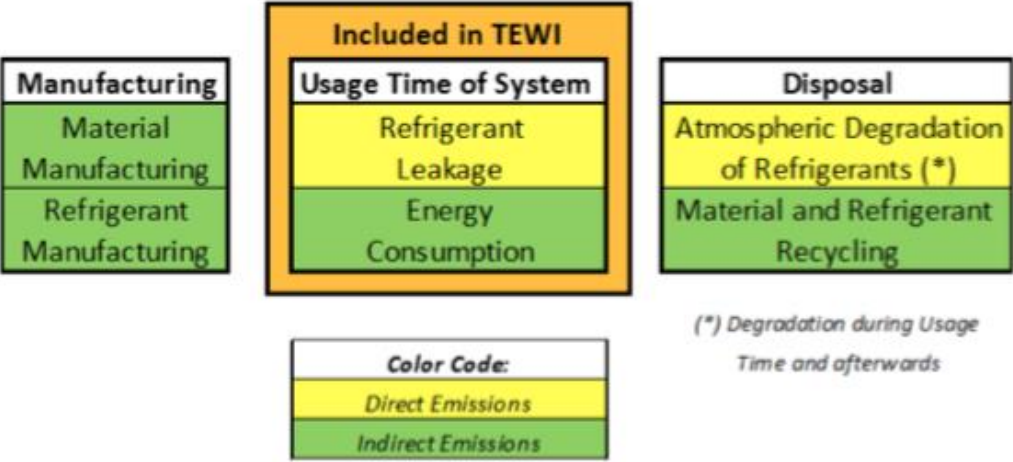 Included in TEWI
Manufacturing
Material
Manufacturing
Refrigerant
Manufacturing
Usage Time of System
Refrigerant
Leakage
Energy
Consumption
Disposal
Atmospheric Degradation
of Refrigerants (*)
Material and Refrigerant
Recycling
(*) Degradation during Usage
Time and afterwards
Color Code:
Direct Emissions
Indirect Emissions